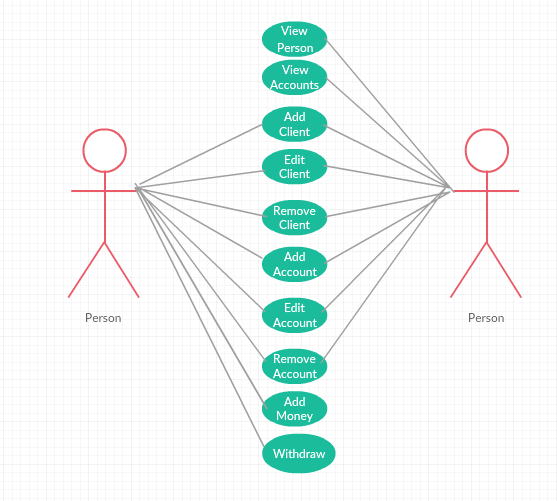 View
Person
View
Accounts
Add
Client
Edit
Client
Remove
Client
Add
Account
Edit
Account
Remove
Account
Add
Money
Withdraw
Person
Person